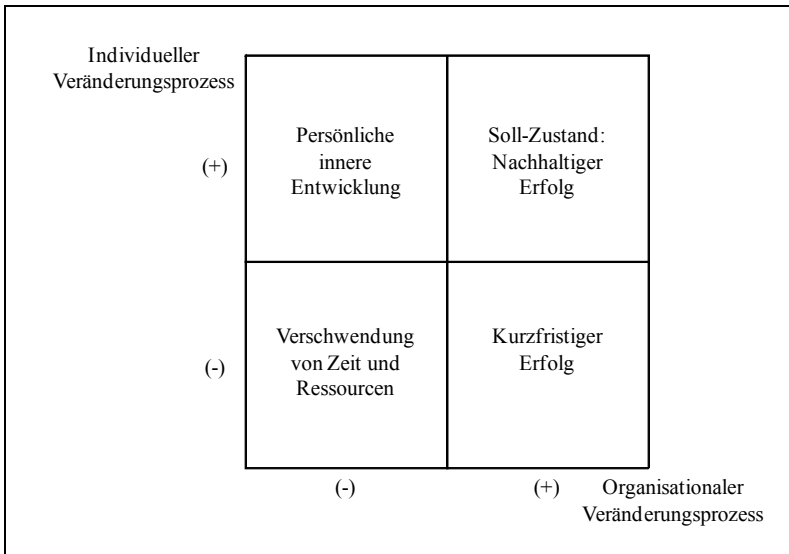 Individueller
Veränderungsprozess
(+)
Persönliche
innere
Entwicklung
Soll-Zustand:
Nachhaltiger
Erfolg
(-)
Verschwendung
von Zeit und
Ressourcen
Kurzfristiger
Erfolg
(-)
(+)
Organisationaler
Veränderungsprozess